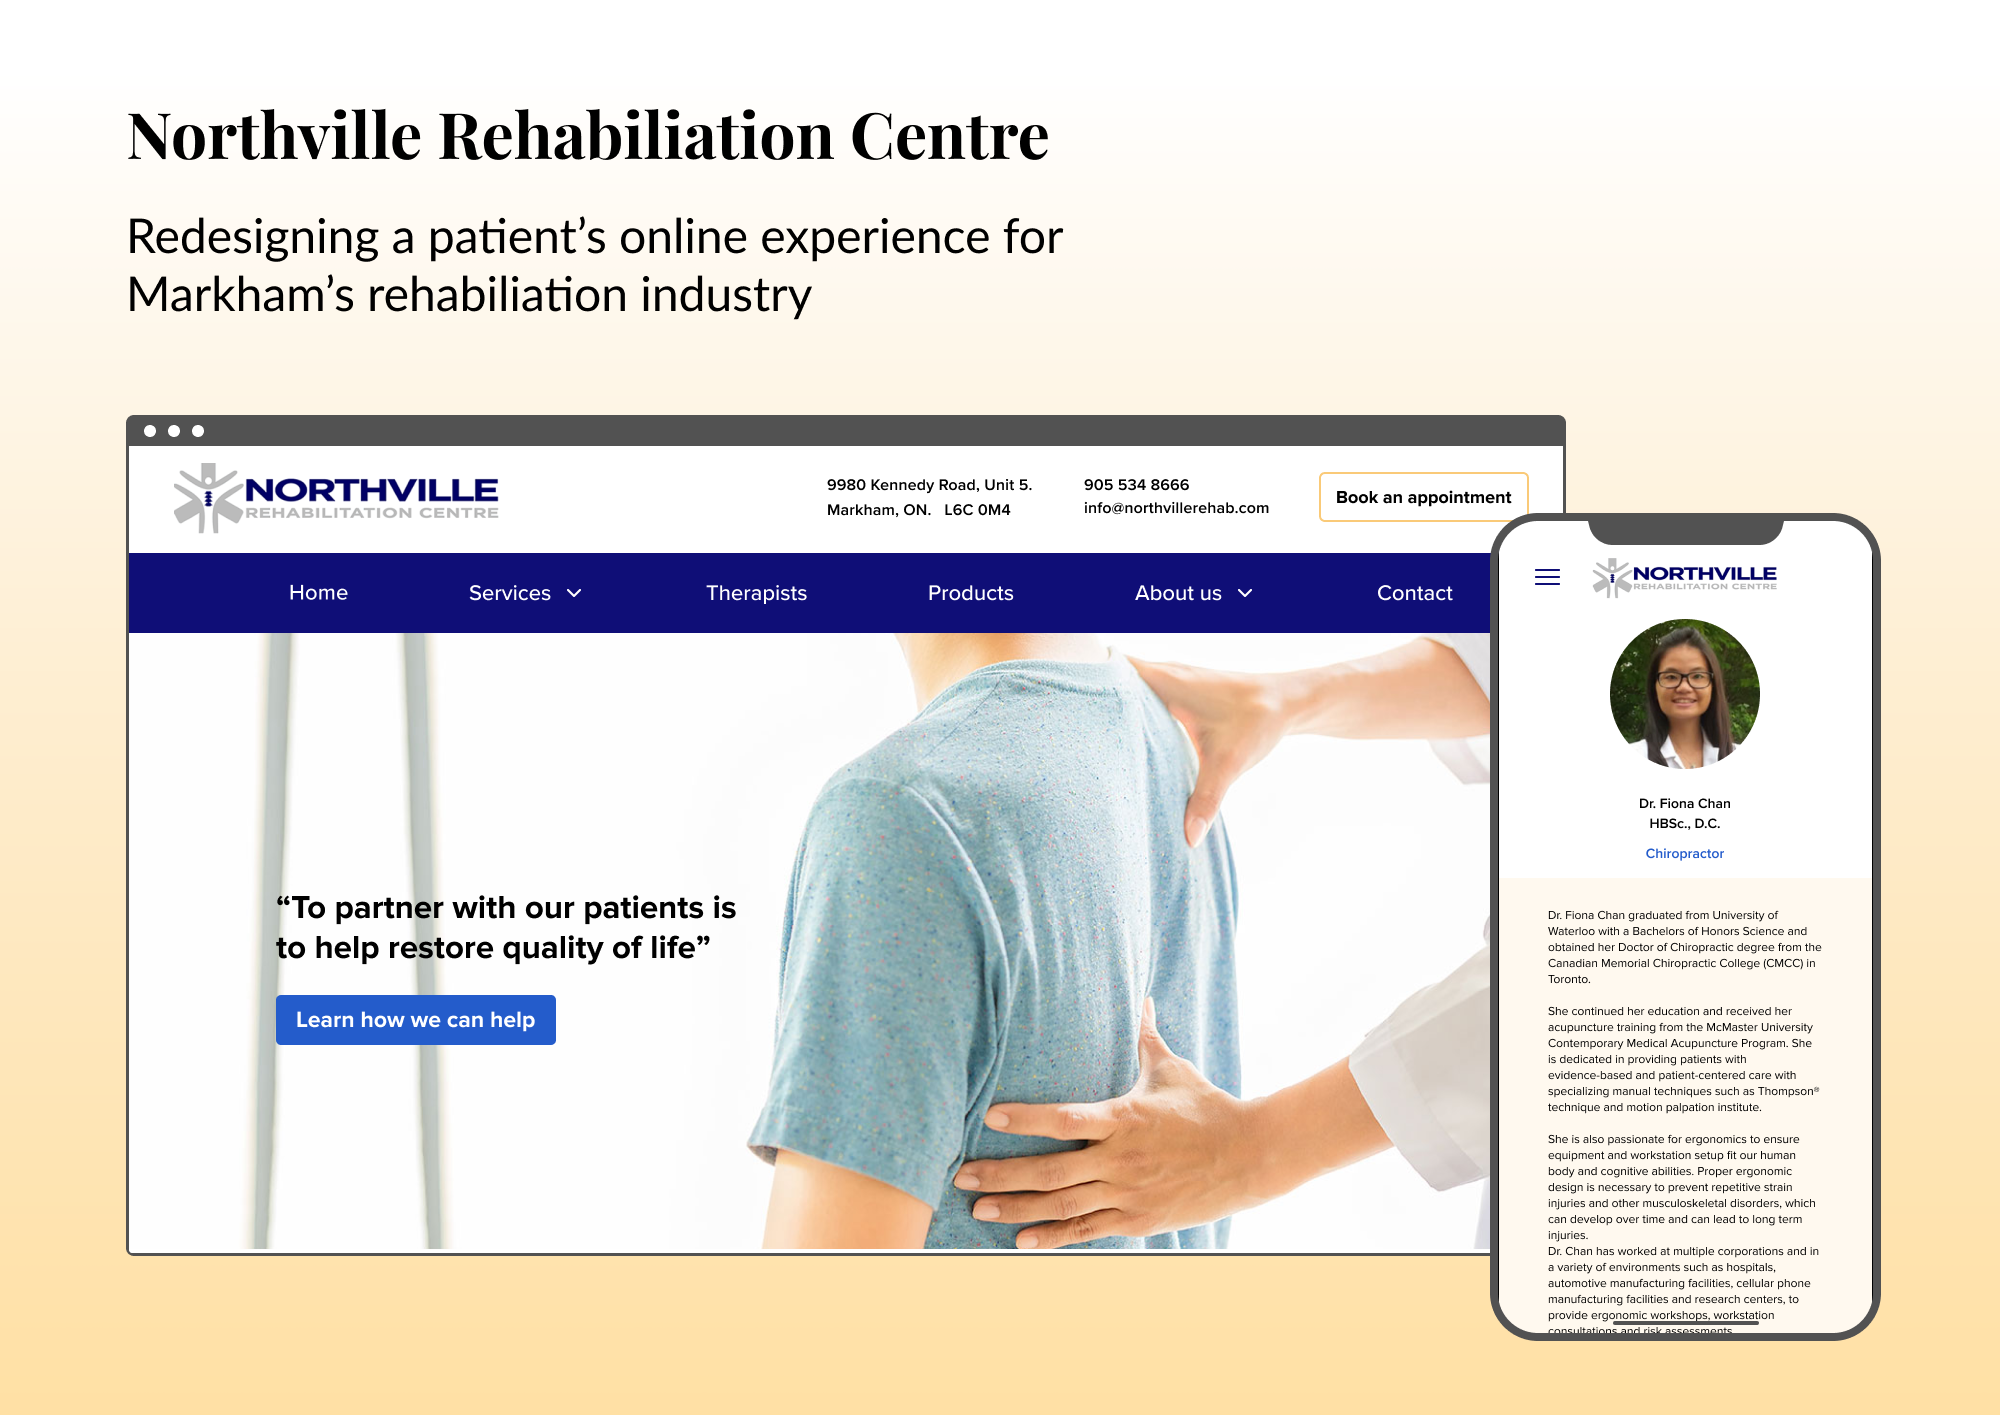 Northville Rehabiliation Centre
Redesigning a patient’s online experience for
Markham’s rehabiliation industry
NORTHVILLE
REHABILITATION CENTRE
9980 Kennedy Road, Unit 5.
Markham, ON. L6C 0M4
905 534 8666
info@northvillerehab.com
Book an appointment
Home
Services
Therapists
Products
About us
Contact
“To partner with our patients is
to help restore quality of life”
Learn how we can help
NORTHVILLE
REHABILITATION CENTRE
Dr. Fiona Chan
HBSc., D.C.
Chiropractor
Dr. Fiona Chan graduated from University of
Waterloo with a Bachelors of Honors Science and
obtained her Doctor of Chiropractic degree from the
Canadian Memorial Chiropractic College (CMCC) in
Toronto.
She continued her education and received her
acupuncture training from the McMaster University
Contemporary Medical Acupuncture Program. She
is dedicated in providing patients with
evidence-based and patient-centered care with
specializing manual techniques such as Thompson®
technique and motion palpation institute.
She is also passionate for ergonomics to ensure
equipment and workstation setup fit our human
body and cognitive abilities. Proper ergonomic
design is necessary to prevent repetitive strain
injuries and other musculoskeletal disorders, which
can develop over time and can lead to long term
injuries.
Dr. Chan has worked at multiple corporations and in
a variety of environments such as hospitals,
automotive manufacturing facilities, cellular phone
manufacturing facilities and research centers, to
provide ergonomic workshops, workstation
consultations and risk assessments.